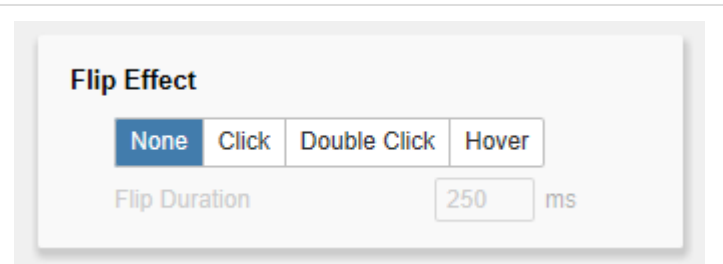 Flip Effect
None Click Double Click Hover
Flip Duration 250 ms